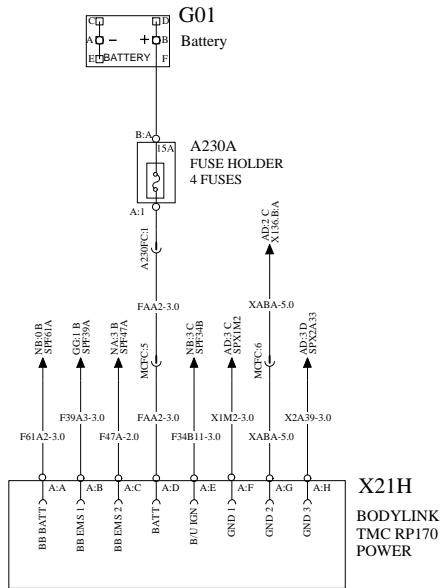 G01
Battery
C
D
A
–
+
B
E
BATTERY
F
B:A
15A
A230A
FUSE HOLDER
4 FUSES
A:1
A230FC:1
AD:2 C
X136.B:A
FAA2-3.0
XABA-5.0
NB:0 B
SPF61A
GG:1 B
SPF39A
NA:3 B
SPF47A
MCFC:5
NB:3 C
SPF34B
AD:3 C
SPX1M2
MCFC:6
AD:3 D
SPX2A33
F39A3-3.0
FAA2-3.0
X1M2-3.0
X2A39-3.0
F61A2-3.0
F47A-2.0
F34B11-3.0
XABA-5.0
A:A
A:B
A:C
A:D
A:E
A:F
A:G
A:H
X21H
BODYLINK
TMC RP170
POWER
BB BATT
BB EMS 1
BB EMS 2
BATT
B/U IGN
GND 1
GND 2
GND 3